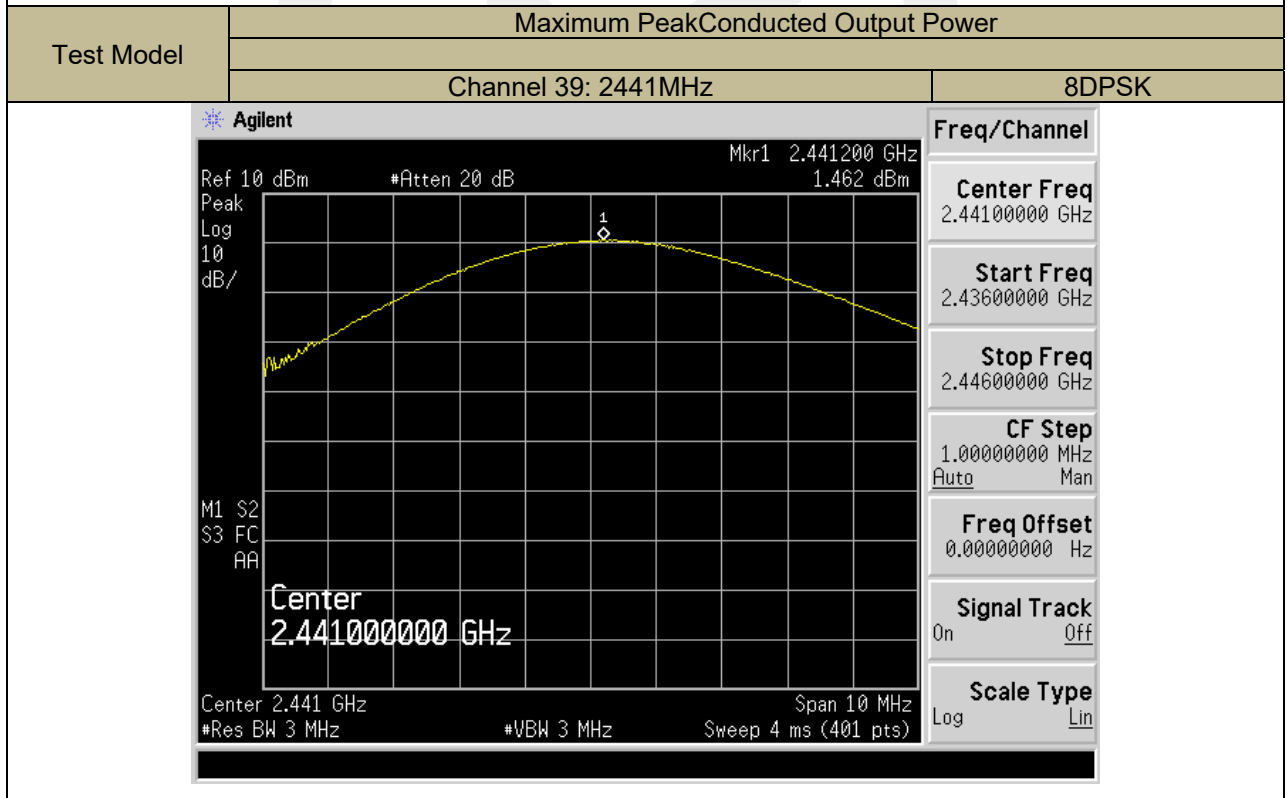 Test Model
Maximum PeakConducted Output Power
Channel 39: 2441MHz 8DPSK
Agilent
Freq/Channel
Mkr1 2.441200 GHz
Ref 10 dBm #Atten 20 dB 1.462 dBm
Peak
Log
10
dB/
1
Center Freq
2.44100000 GHz
Start Freq
2.43600000 GHz
Stop Freq
2.44600000 GHz
CF Step
1.00000000 MHz
Auto Man
M1 S2
S3 FC
AA
Freq Offset
0.00000000 Hz
Center
2.441000000 GHz
Signal Track
On Off
Scale Type
Log Lin
Center 2.441 GHz Span 10 MHz
#Res BW 3 MHz #VBW 3 MHz Sweep 4 ms (401 pts)